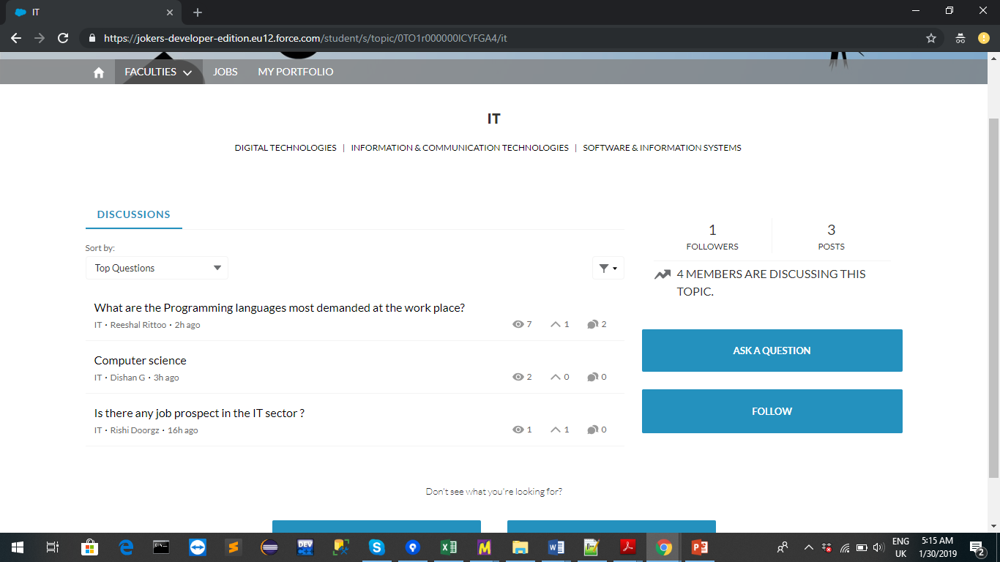 IT
https://jokers-developer-edition.eu12.force.com/student/s/topic/0TO1r000000ICYFGA4/it
FACULTIES JOBS MY PORTFOLIO
IT
DIGITAL TECHNOLOGIES | INFORMATION & COMMUNICATION TECHNOLOGIES | SOFTWARE & INFORMATION SYSTEMS
DISCUSSIONS
Sort by:
Top Questions
What are the Programming languages most demanded at the work place?
IT · Reeshal Rittoo · 2h ago 7 1 2
Computer science
IT · Dishan G · 3h ago 2 0 0
Is there any job prospect in the IT sector ?
IT · Rishi Doorgz · 16h ago 1 1 0
1 3
FOLLOWERS POSTS
4 MEMBERS ARE DISCUSSING THIS
TOPIC.
ASK A QUESTION
FOLLOW
Don't see what you're looking for?
DEV
ENG
UK
5:15 AM
1/30/2019
2